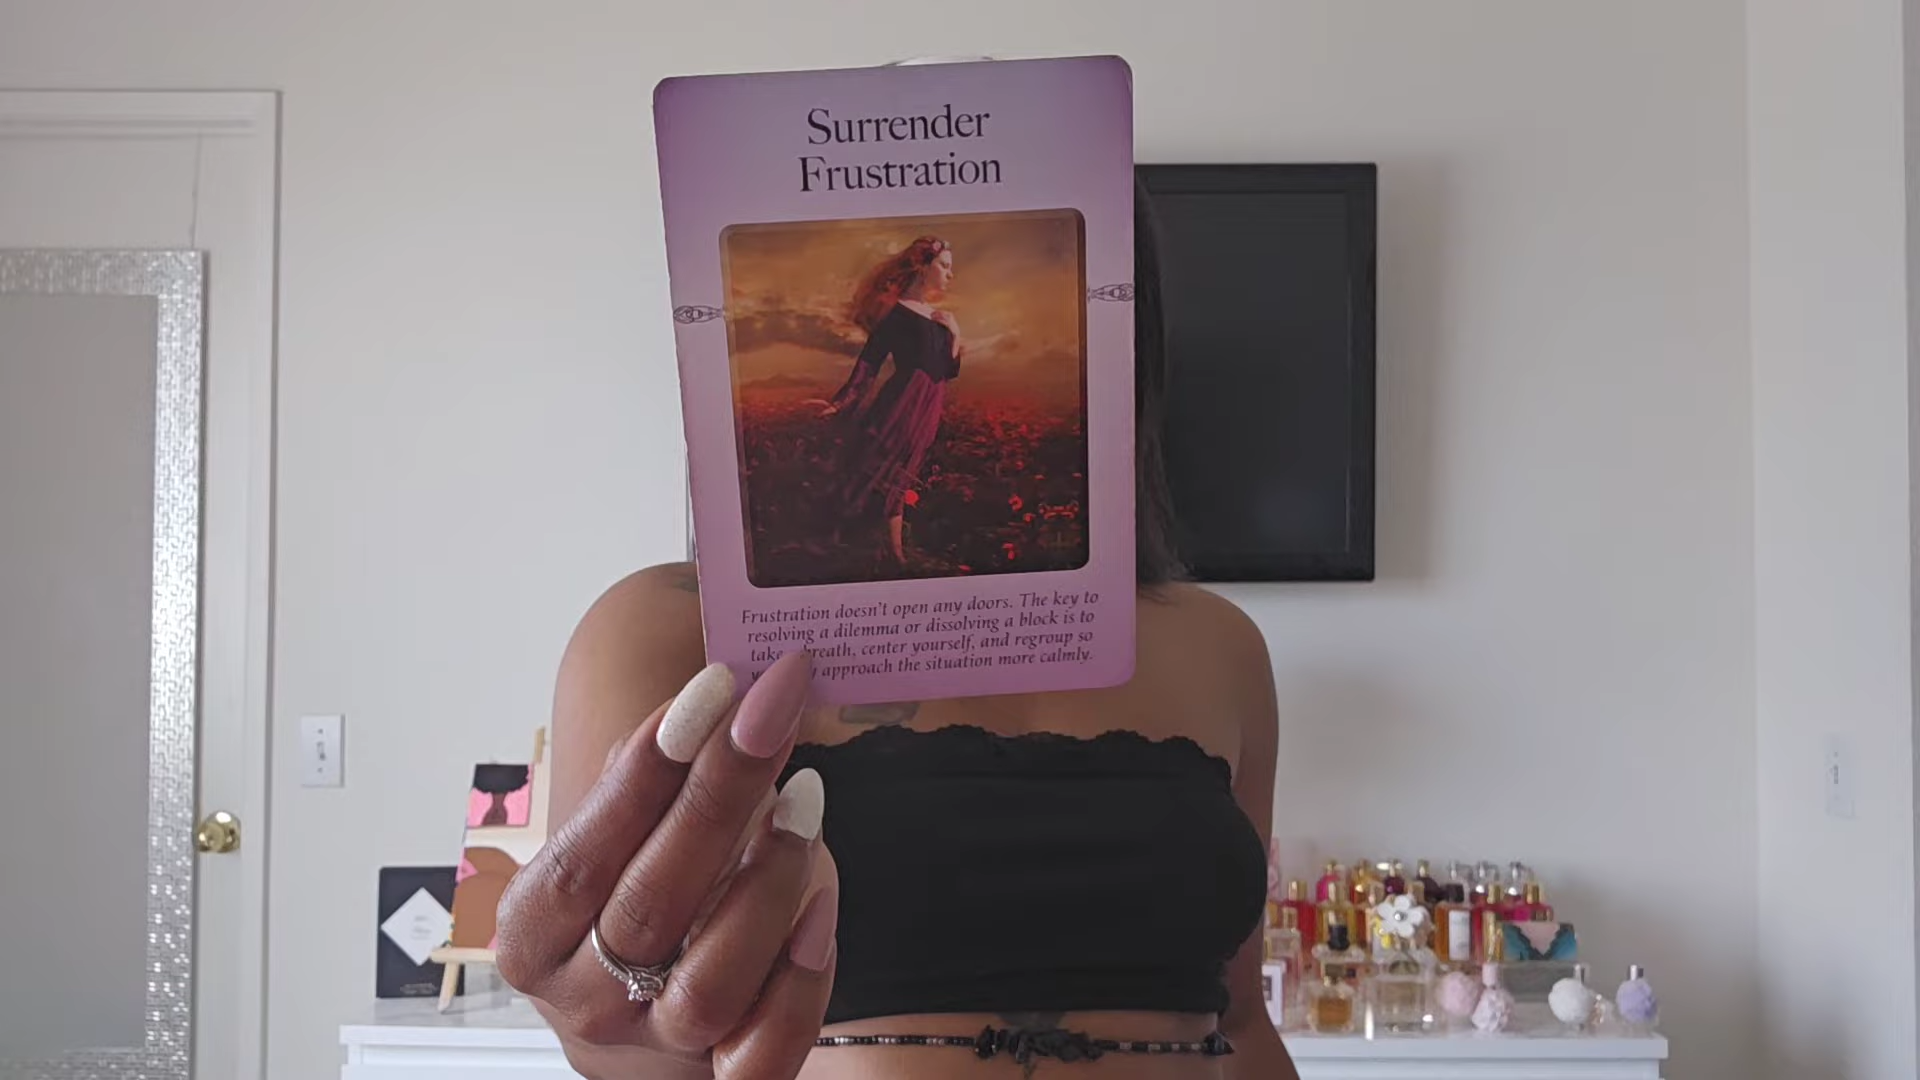 Surrender
Frustration
Frustration doesn't open any doors. The key to
resolving a dilemma or dissolving a block is to
take breath, center yourself, and regroup so
approach the situation more calmly.